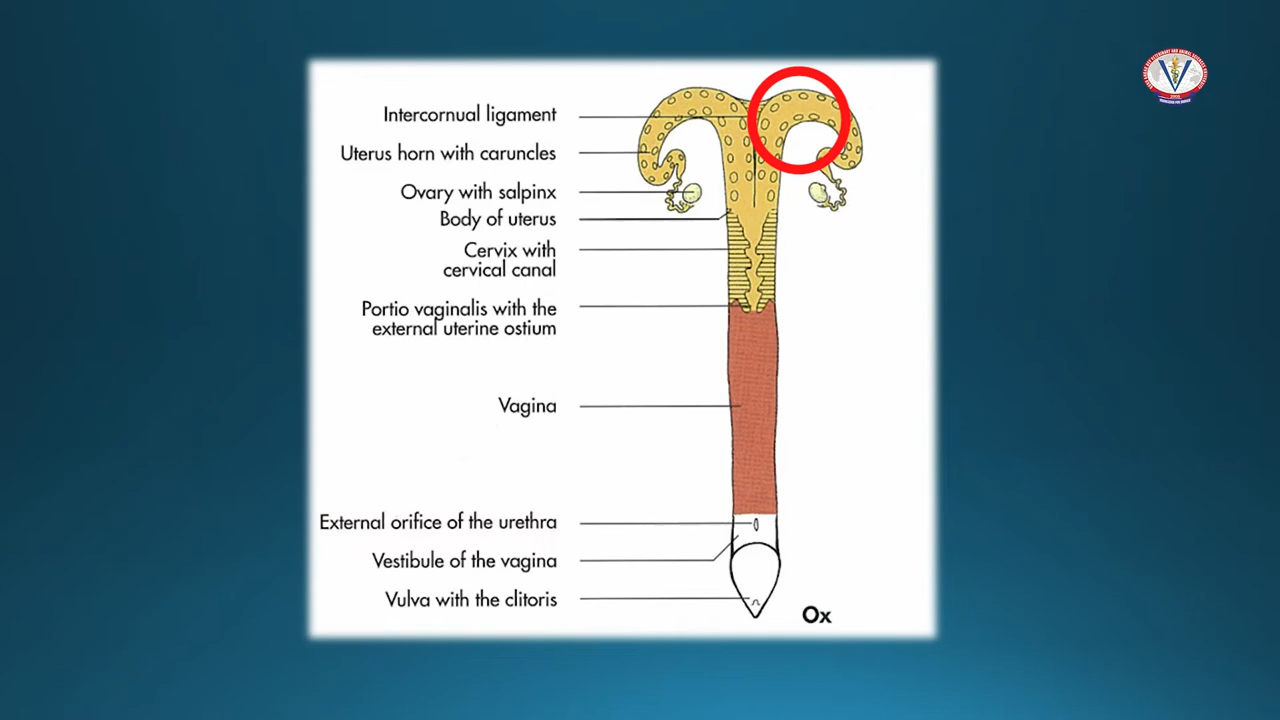 Intercornual ligament
Uterus horn with caruncles
Ovary with salpinx
Body of uterus
Cervix with
cervical canal
Portio vaginalis with the
external uterine ostium
Vagina
External orifice of the urethra
Vestibule of the vagina
Vulva with the clitoris
Ox